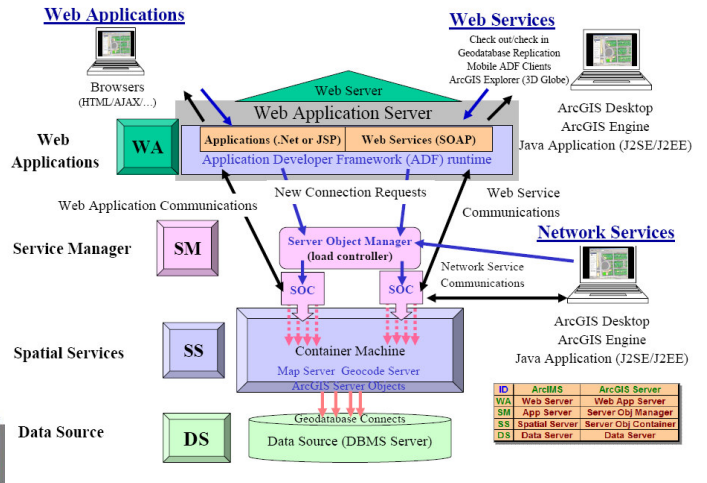 Web Applications
Web Services
Check out/check in
Geodatabase Replication
Mobile ADF Clients
ArcGIS Explorer (3D Globe)
Browsers
(HTML/AJAX/…)
Web Server
Web Application Server
ArcGIS Desktop
ArcGIS Engine
Java Application (J2SE/J2EE)
Web
Applications
WA
Applications (.Net or JSP)
Web Services (SOAP)
Application Developer Framework (ADF) runtime
Web Application Communications
New Connection Requests
Web Service
Communications
Service Manager
SM
Server Object Manager
(load controller)
Network Services
SOC
SOC
Network Service
Communications
ArcGIS Desktop
ArcGIS Engine
Java Application (J2SE/J2EE)
Spatial Services
SS
Container Machine
Map Server Geocode Server
ArcGIS Server Objects
Geodatabase Connects
Data Source
DS
Data Source (DBMS Server)
ID ArcIMS ArcGIS Server
WA Web Server Web App Server
SM App Server Server Obj Manager
SS Spatial Server Server Obj Container
DS Data Server Data Server